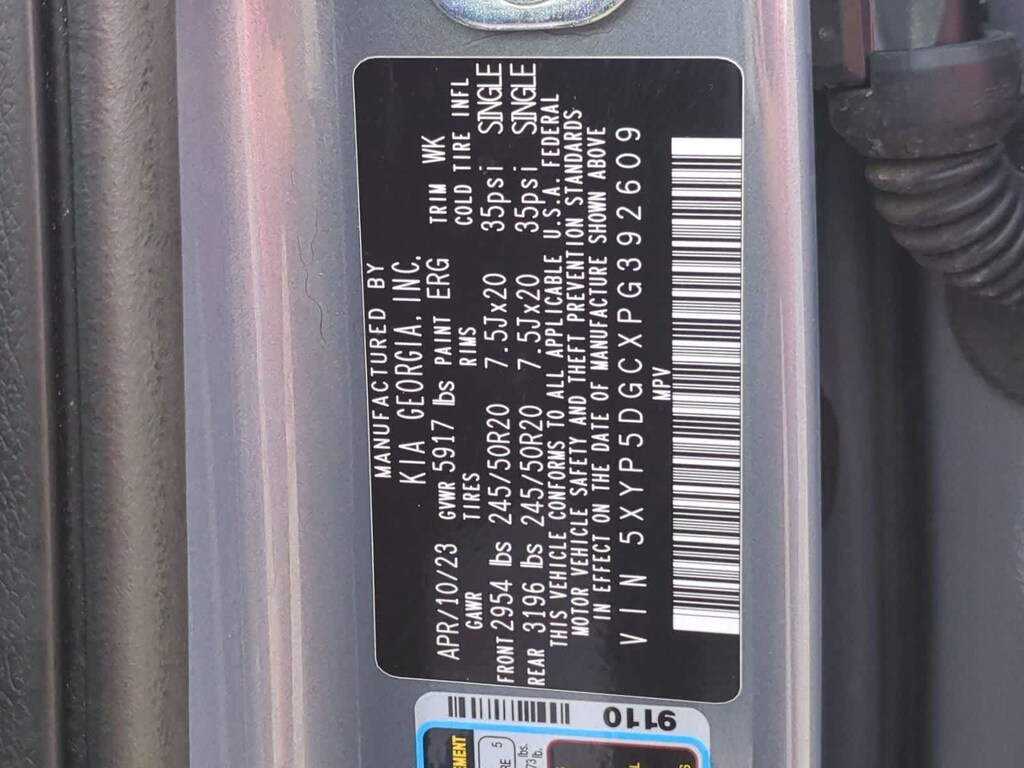 MANUFACTURED BY
KIA GEORGIA, INC.
APR/10/23 GVWR 5917 lbs PAINT ERG TRIM WK
GAWR TIRES RIMS COLD TIRE INFL
FRONT 2954 lbs 245/50R20 7.5Jx20 35psi SINGLE
REAR 3196 lbs 245/50R20 7.5Jx20 35psi SINGLE
THIS VEHICLE CONFORMS TO ALL APPLICABLE U.S.A. FEDERAL
MOTOR VEHICLE SAFETY AND THEFT PREVENTION STANDARDS
IN EFFECT ON THE DATE OF MANUFACTURE SHOWN ABOVE
VIN 5XYP5DGCXPG392609
MPV
9110